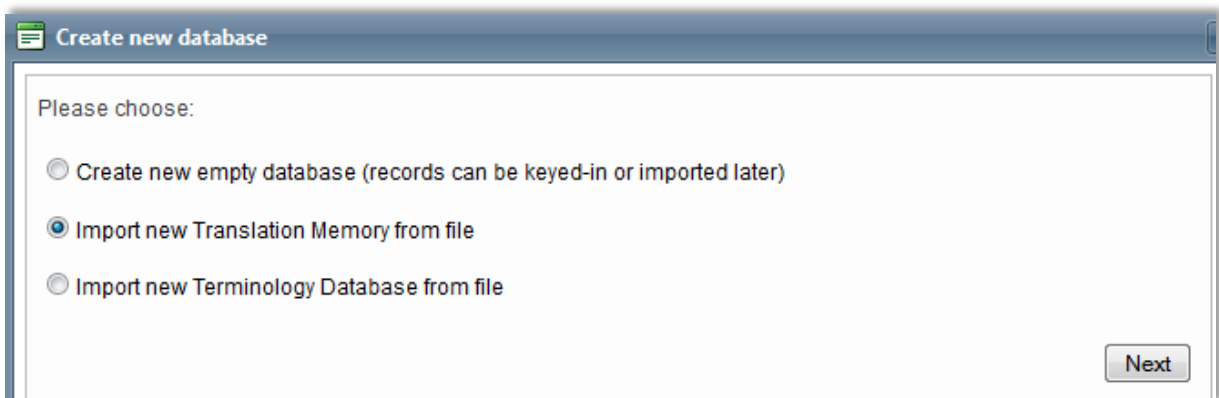 Create new database
Please choose:
Create new empty database (records can be keyed-in or imported later)
Import new Translation Memory from file
Import new Terminology Database from file
Next